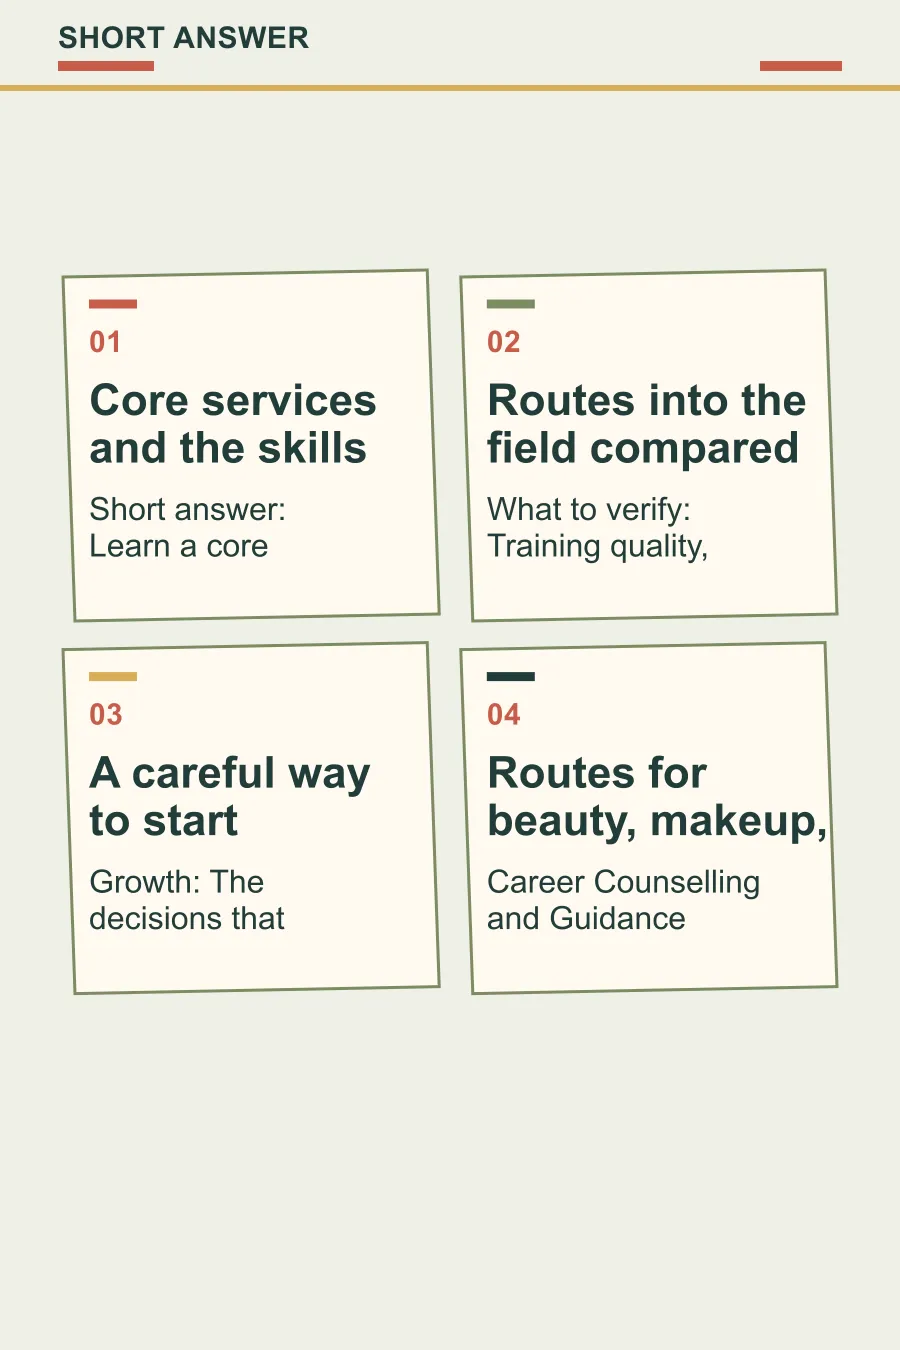 SHORT ANSWER
01
Core services
and the skills
Short answer:
Learn a core
02
Routes into the
field compared
What to verify:
Training quality,
03
A careful way
to start
Growth: The
decisions that
04
Routes for
beauty, makeup,
Career Counselling
and Guidance